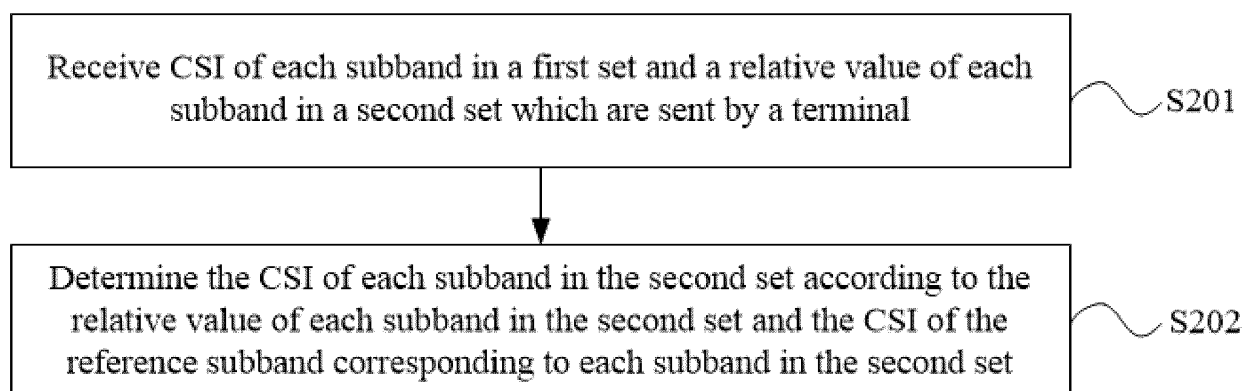 Receive CSI of each subband in a first set and a relative value of each
subband in a second set which are sent by a terminal
S201
Determine the CSI of each subband in the second set according to the
relative value of each subband in the second set and the CSI of the
reference subband corresponding to each subband in the second set
S202